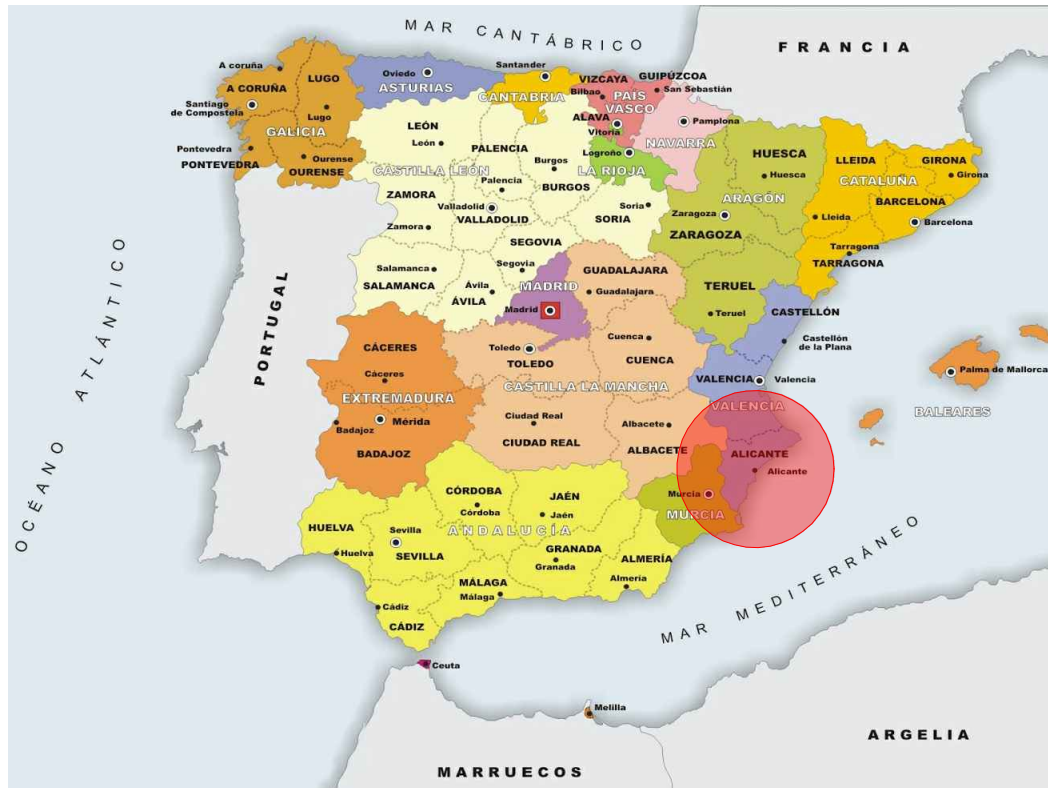 MAR CANTÁBRICO
FRANCIA
A coruña
LUGO
A CORUÑA
Oviedo
ASTURIAS
Santander
CANTABRIA
VIZCAYA
GUIPÚZCOA
Bilbao
PAIS
VASCO
San Sebastián
Santiago
de Compostela
Lugo
GALICIA
ALAVA
Vitoria
Pamplona
NAVARRA
Pontevedra
PONTEVEDRA
Ourense
OURENSE
LEÓN
León
PALENCIA
Burgos
Logroño
LA RIOJA
CASTILLA LEÓN
Palencia
BURGOS
HUESCA
Huesca
ARAGÓN
LLEIDA
GIRONA
Girona
CATALUÑA
BARCELONA
Barcelona
ZAMORA
Valladolid
VALLADOLID
Zamora
Soria
SORIA
Zaragoza
ZARAGOZA
Lleida
Tarragona
TARRAGONA
SEGOVIA
Segovia
Salamanca
SALAMANCA
Ávila
ÁVILA
MADRID
Madrid
GUADALAJARA
Guadalajara
TERUEL
Teruel
CASTELLÓN
Castellón
de la Plana
OCÉANO ATLÁNTICO
PORTUGAL
CÁCERES
Cáceres
EXTREMADURA
Badajoz
Mérida
BADAJOZ
Toledo
TOLEDO
Cuenca
CUENCA
CASTILLA LA MANCHA
Ciudad Real
CIUDAD REAL
Albacete
ALBACETE
VALENCIA
Valencia
VALENCIA
Palma de Mallorca
BALEARES
ALICANTE
Alicante
Murcia
MURCIA
CÓRDOBA
Córdoba
JAÉN
Jaén
HUELVA
Huelva
Sevilla
SEVILLA
ANDALUCÍA
GRANADA
Granada
ALMERÍA
Almería
MÁLAGA
Málaga
Cádiz
CÁDIZ
MAR MEDITERRÁNEO
Ceuta
Melilla
MARRUECOS
ARGELIA